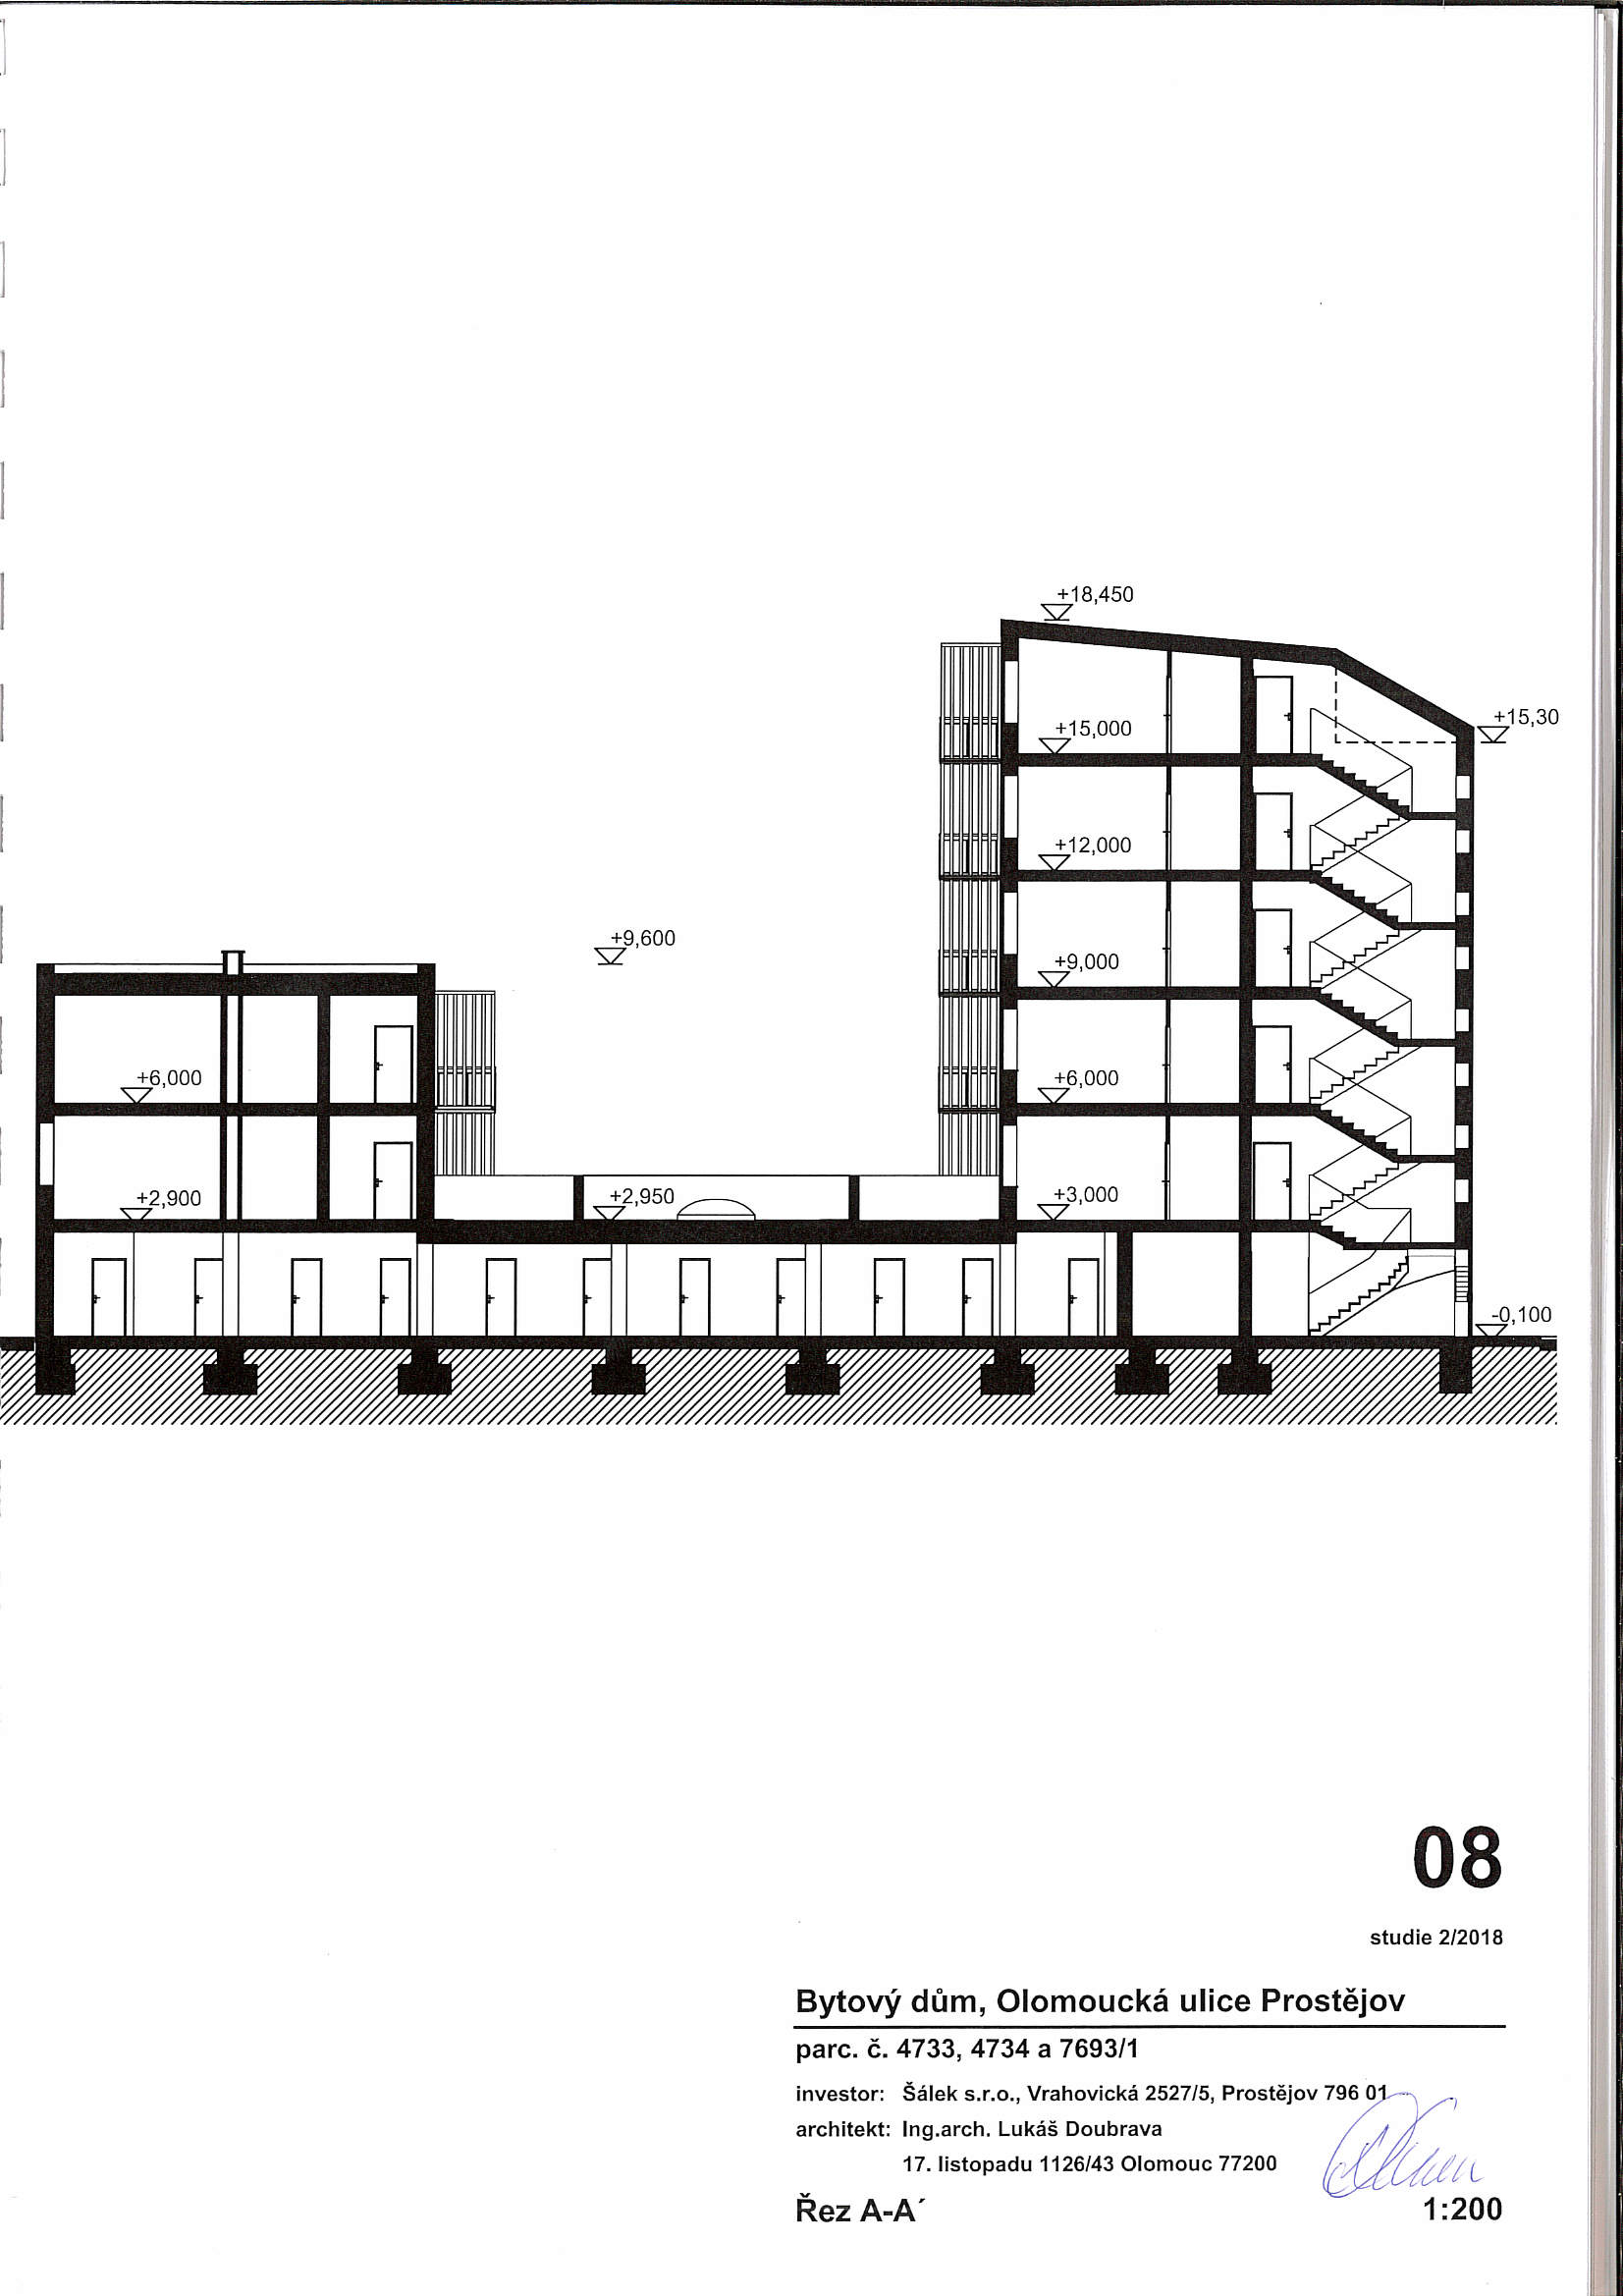 +18,450
+15,30
+15,000
+12,000
+9,600
+9,000
+6,000
+6,000
+2,900
+2,950
+3,000
-0,100
08
studie 2/2018
Bytový dům, Olomoucká ulice Prostějov
parc. č. 4733, 4734 a 7693/1
investor: Šálek s.r.o., Vrahovická 2527/5, Prostějov 796 01
architekt: Ing.arch. Lukáš Doubrava
17. listopadu 1126/43 Olomouc 77200
Řez A-A´
1:200